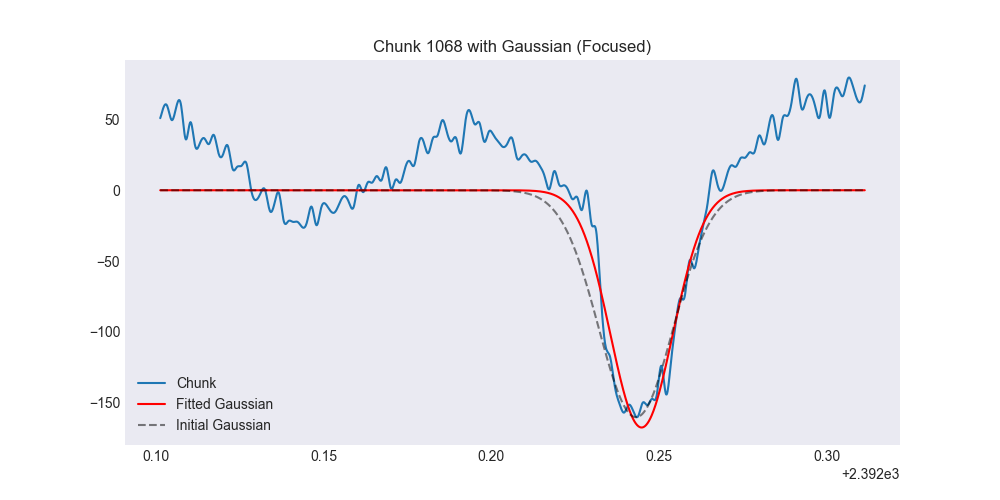 Chunk 1068 with Gaussian (Focused)
50
0
−50
−100
−150
Chunk
Fitted Gaussian
Initial Gaussian
0.10 0.15 0.20 0.25 0.30
+2.392e3